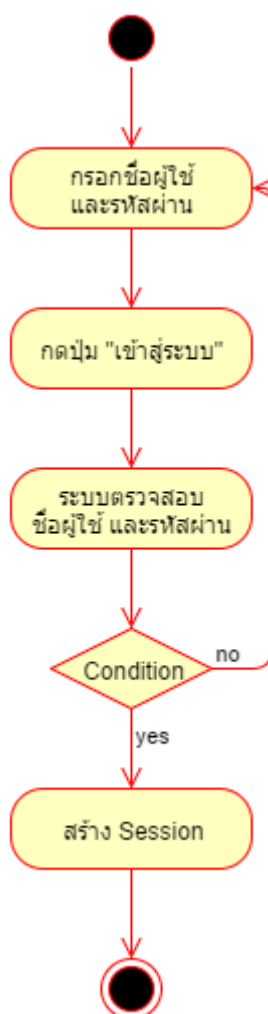 กรอกชื่อผู้ใช้
และรหัสผ่าน
กดปุ่ม "เข้าสู่ระบบ"
ระบบตรวจสอบ
ชื่อผู้ใช้ และรหัสผ่าน
Condition
no
yes
สร้าง Session